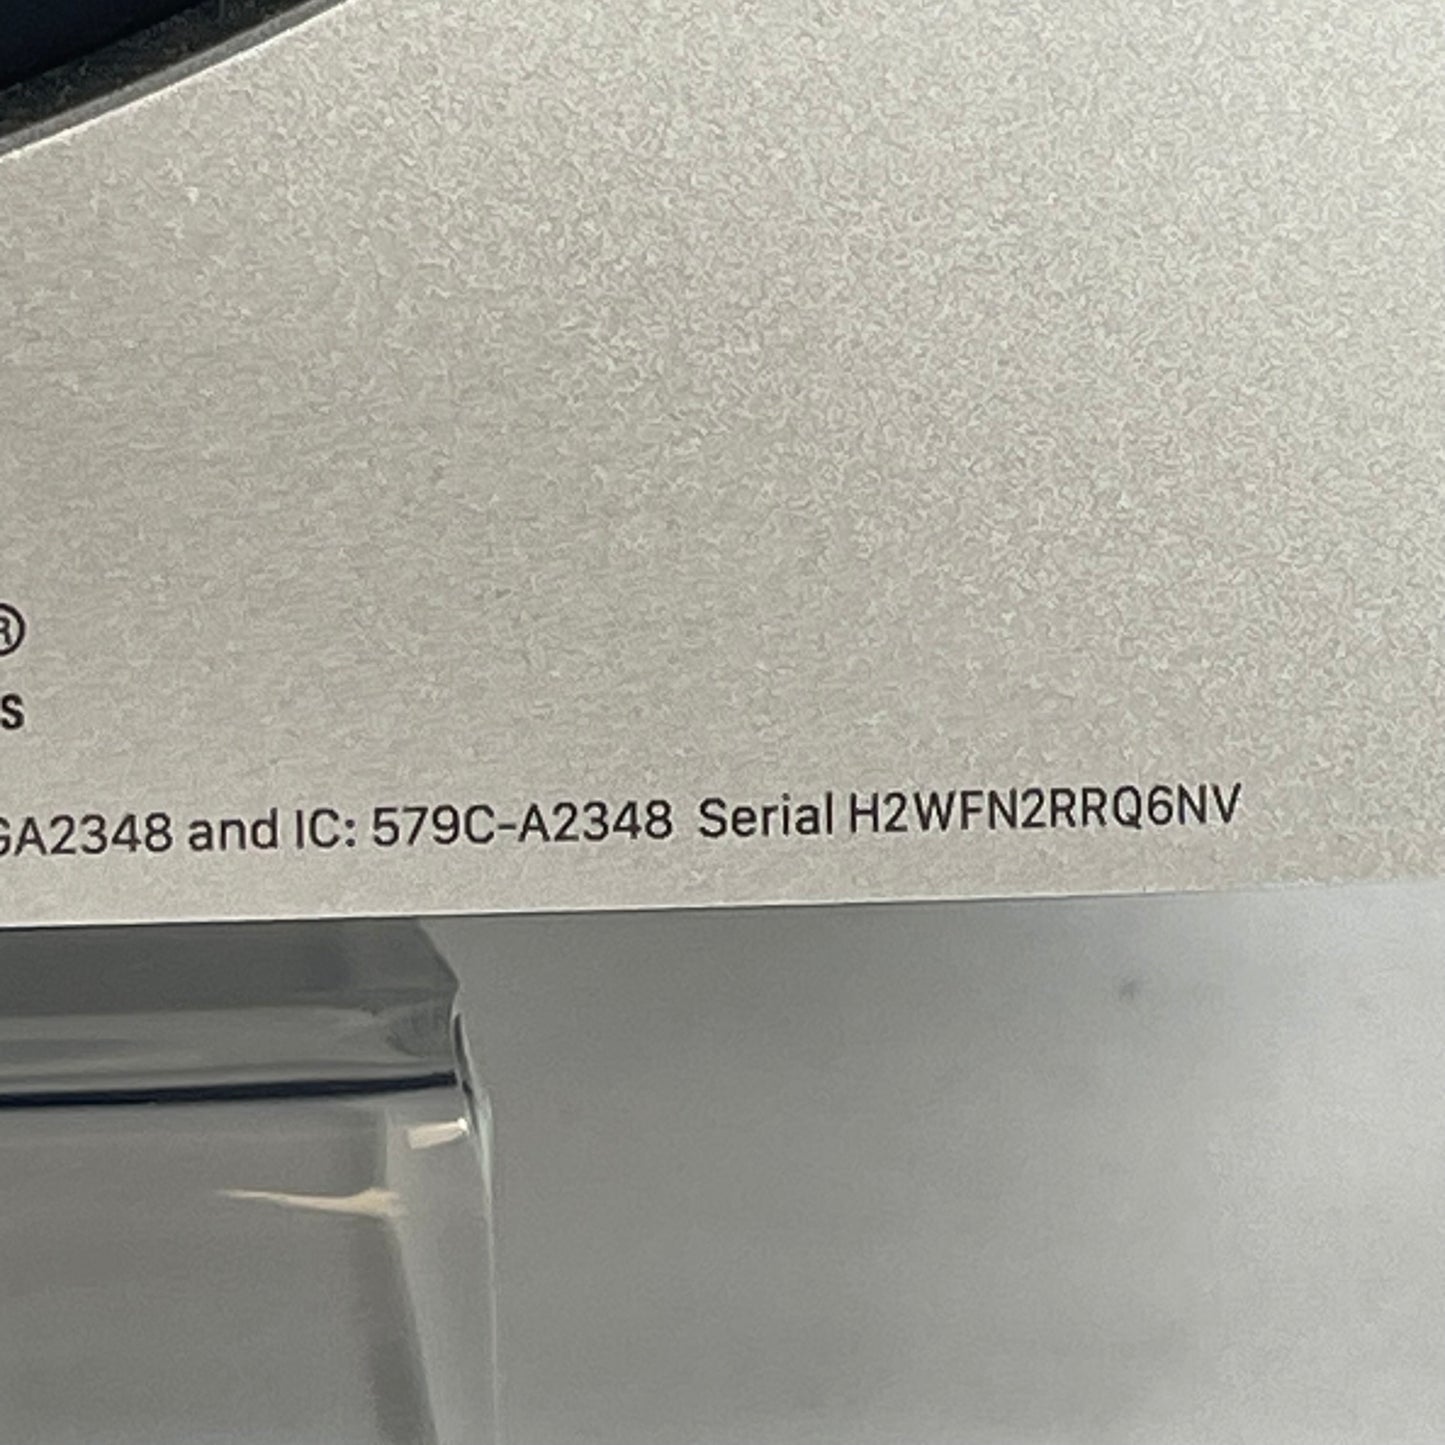 ®
s
GA2348 and IC: 579C-A2348 Serial H2WFN2RRQ6NV